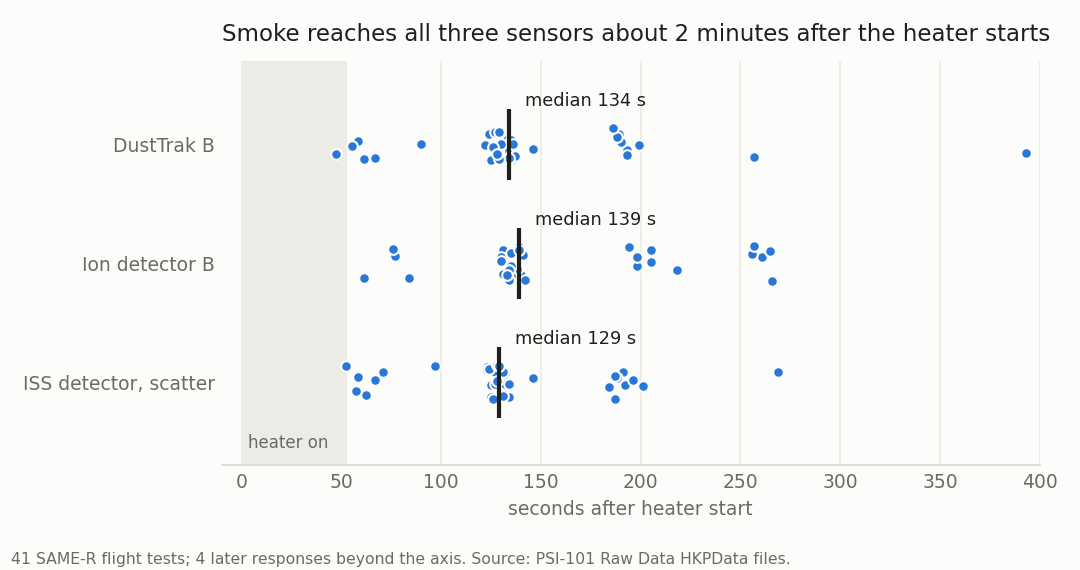 Smoke reaches all three sensors about 2 minutes after the heater starts
median 134 s
DustTrak B
median 139 s
Ion detector B
median 129 s
ISS detector, scatter
heater on
0 50 100 150 200 250 300 350 400
seconds after heater start
41 SAME-R flight tests; 4 later responses beyond the axis. Source: PSI-101 Raw Data HKPData files.